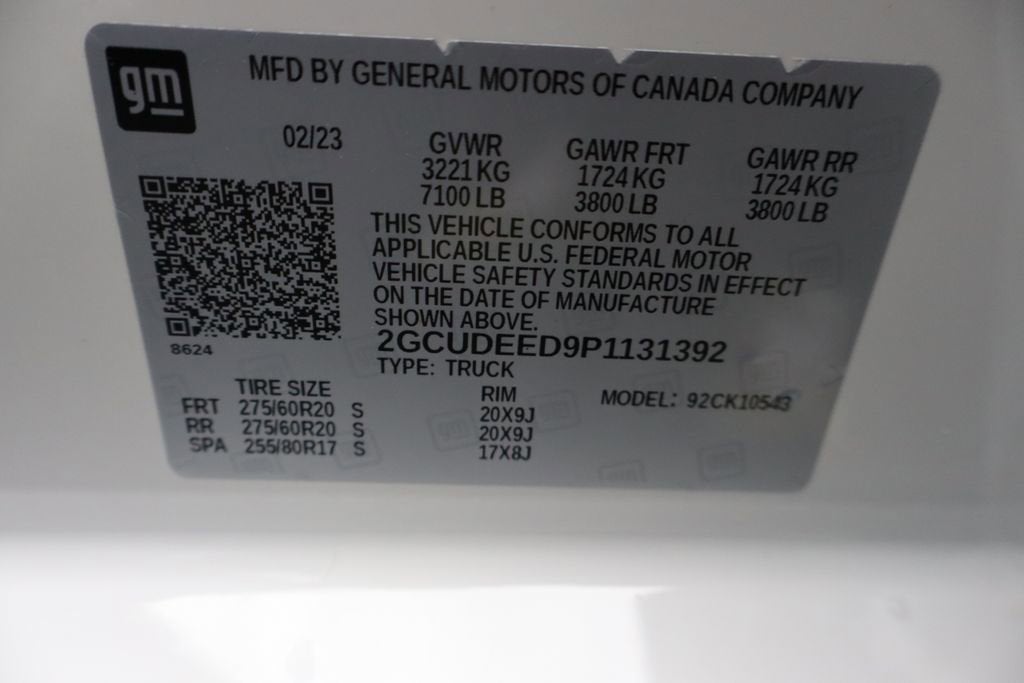 gm
MFD BY GENERAL MOTORS OF CANADA COMPANY
02/23
GVWR
3221 KG
7100 LB
GAWR FRT
1724 KG
3800 LB
GAWR RR
1724 KG
3800 LB
THIS VEHICLE CONFORMS TO ALL
APPLICABLE U.S. FEDERAL MOTOR
VEHICLE SAFETY STANDARDS IN EFFECT
ON THE DATE OF MANUFACTURE
SHOWN ABOVE.
8624
2GCUDEED9P1131392
TYPE: TRUCK
TIRE SIZE RIM MODEL: 92CK10543
FRT 275/60R20 S 20X9J
RR 275/60R20 S 20X9J
SPA 255/80R17 S 17X8J